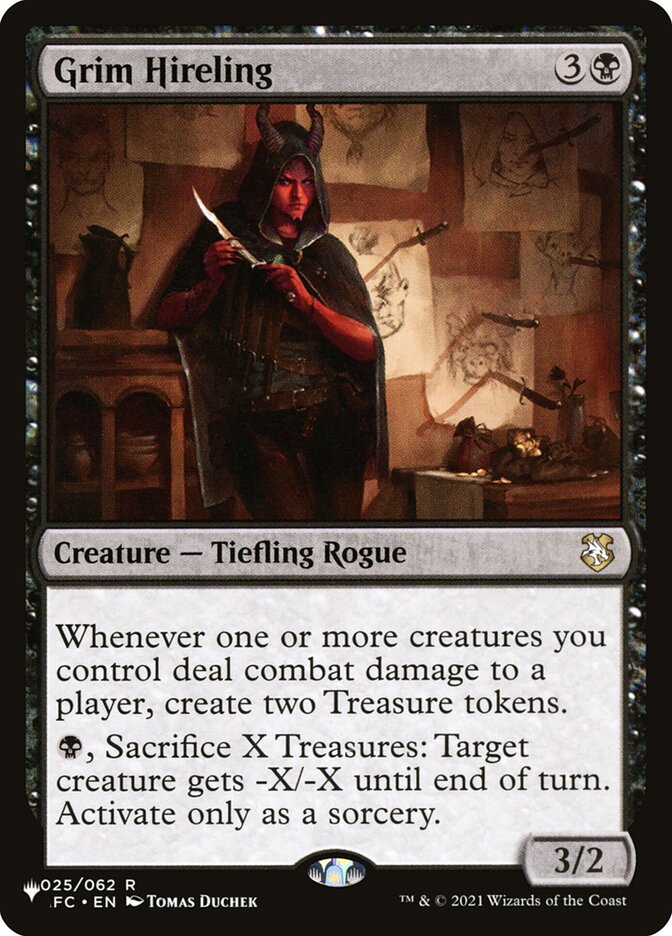 Grim Hireling 3
Creature — Tiefling Rogue
Whenever one or more creatures you
control deal combat damage to a
player, create two Treasure tokens.
, Sacrifice X Treasures: Target
creature gets -X/-X until end of turn.
Activate only as a sorcery.
3/2
025/062 R
.FC • EN Tomas Duchek
™ & © 2021 Wizards of the Coast